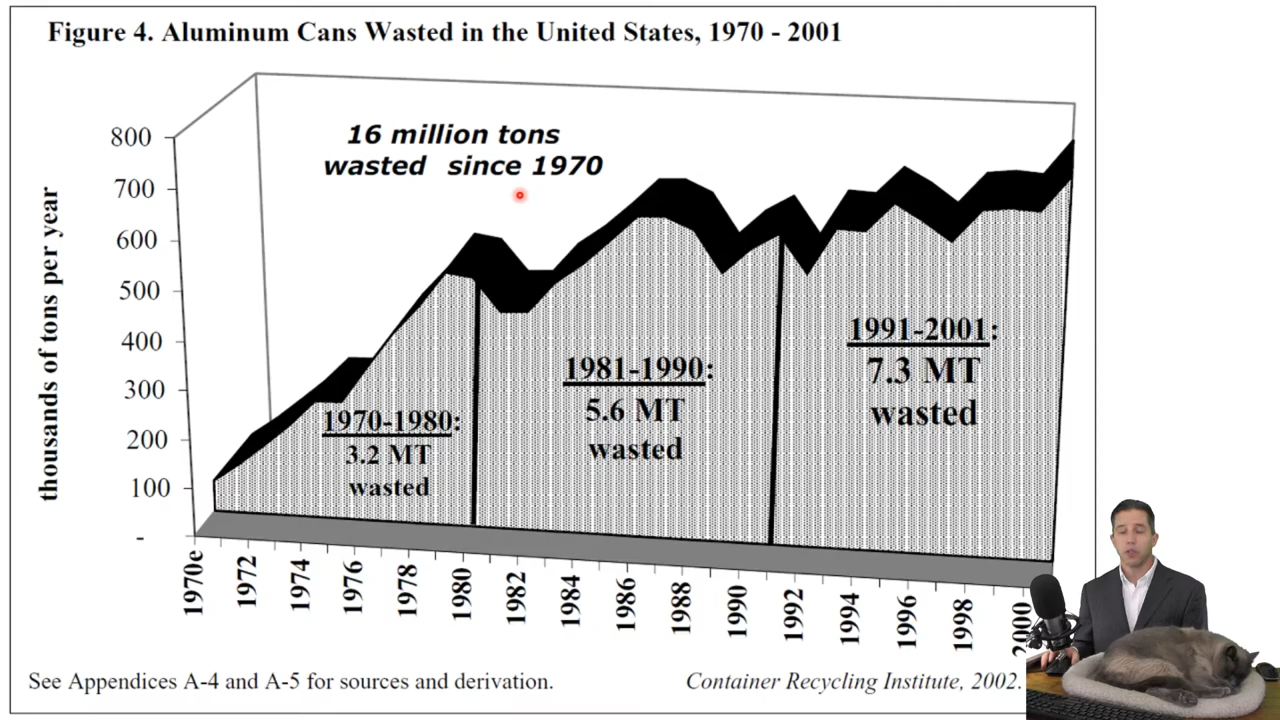 Figure 4. Aluminum Cans Wasted in the United States, 1970 - 2001
16 million tons
wasted since 1970
thousands of tons per year
800
700
600
500
400
300
200
100
-
1970-1980:
3.2 MT
wasted
1981-1990:
5.6 MT
wasted
1991-2001:
7.3 MT
wasted
1970e
1972
1974
1976
1978
1980
1982
1984
1986
1988
1990
1992
1994
1996
1998
2000
See Appendices A-4 and A-5 for sources and derivation.
Container Recycling Institute, 2002.